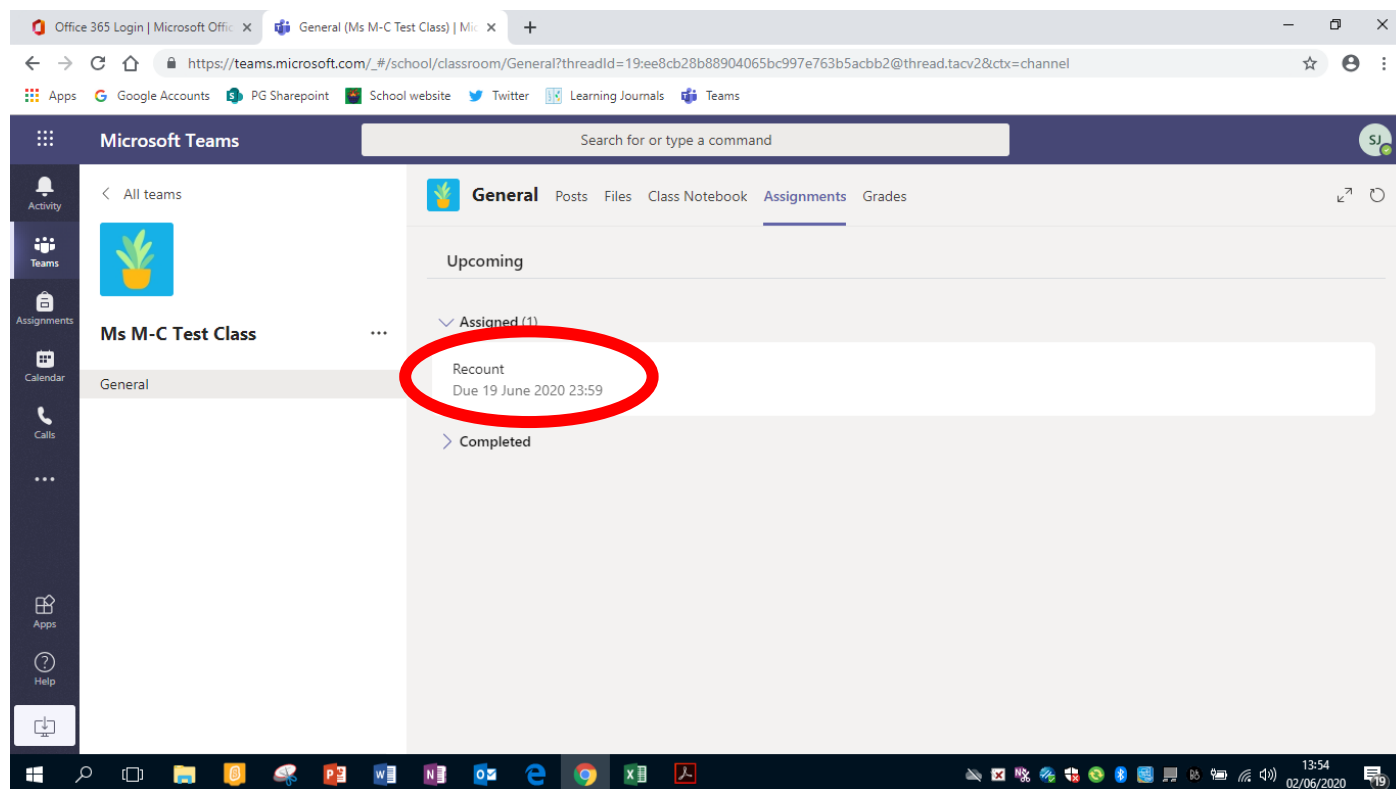 Office 365 Login | Microsoft Offic
General (Ms M-C Test Class) | Mic
https://teams.microsoft.com/_#/school/classroom/General?threadId=19:ee8cb28b88904065bc997e763b5acbb2@thread.tacv2&ctx=channel
Apps Google Accounts PG Sharepoint School website Twitter Learning Journals Teams
Microsoft Teams Search for or type a command SJ
Activity
Teams
Assignments
Calendar
Calls
Apps
Help
All teams
Ms M-C Test Class
General
General Posts Files Class Notebook Assignments Grades
Upcoming
Assigned (1)
Recount
Due 19 June 2020 23:59
Completed
13:54
02/06/2020
19